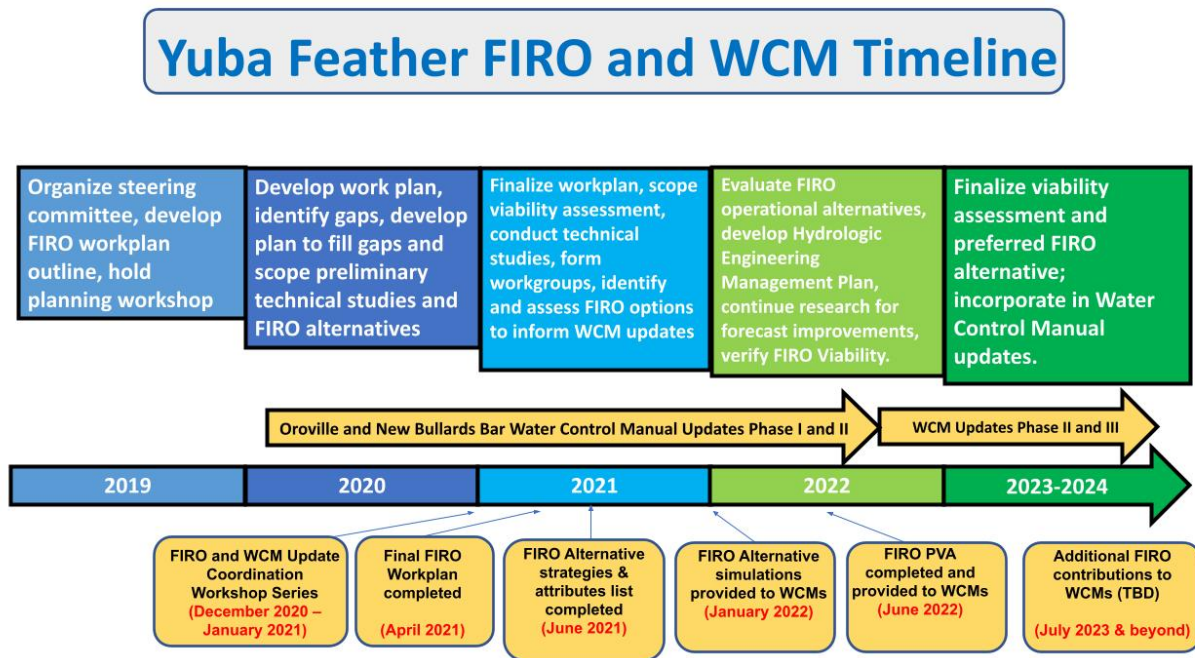 Yuba Feather FIRO and WCM Timeline
Organize steering
committee, develop
FIRO workplan
outline, hold
planning workshop
Develop work plan,
identify gaps, develop
plan to fill gaps and
scope preliminary
technical studies and
FIRO alternatives
Finalize workplan, scope
viability assessment,
conduct technical
studies, form
workgroups, identify
and assess FIRO options
to inform WCM updates
Evaluate FIRO
operational alternatives,
develop Hydrologic
Engineering
Management Plan,
continue research for
forecast improvements,
verify FIRO Viability.
Finalize viability
assessment and
preferred FIRO
alternative;
incorporate in Water
Control Manual
updates.
Oroville and New Bullards Bar Water Control Manual Updates Phase I and II
WCM Updates Phase II and III
2019
2020
2021
2022
2023-2024
FIRO and WCM Update
Coordination
Workshop Series
(December 2020 –
January 2021)
Final FIRO
Workplan
completed
(April 2021)
FIRO Alternative
strategies &
attributes list
completed
(June 2021)
FIRO Alternative
simulations
provided to WCMs
(January 2022)
FIRO PVA
completed and
provided to WCMs
(June 2022)
Additional FIRO
contributions to
WCMs (TBD)
(July 2023 & beyond)